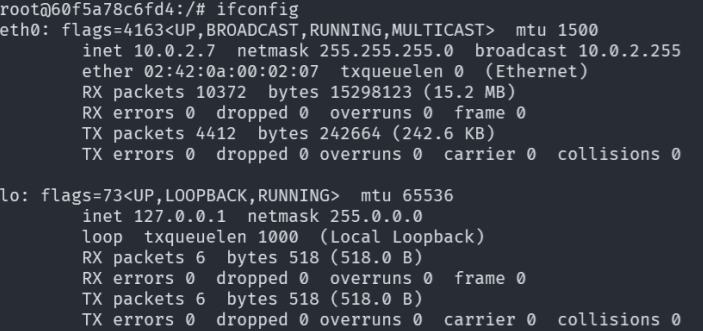 root@60f5a78c6fd4:/# ifconfig
eth0: flags=4163<UP,BROADCAST,RUNNING,MULTICAST>  mtu 1500
        inet 10.0.2.7  netmask 255.255.255.0  broadcast 10.0.2.255
        ether 02:42:0a:00:02:07  txqueuelen 0  (Ethernet)
        RX packets 10372  bytes 15298123 (15.2 MB)
        RX errors 0  dropped 0  overruns 0  frame 0
        TX packets 4412  bytes 242664 (242.6 KB)
        TX errors 0  dropped 0 overruns 0  carrier 0  collisions 0

lo: flags=73<UP,LOOPBACK,RUNNING>  mtu 65536
        inet 127.0.0.1  netmask 255.0.0.0
        loop  txqueuelen 1000  (Local Loopback)
        RX packets 6  bytes 518 (518.0 B)
        RX errors 0  dropped 0  overruns 0  frame 0
        TX packets 6  bytes 518 (518.0 B)
        TX errors 0  dropped 0 overruns 0  carrier 0  collisions 0